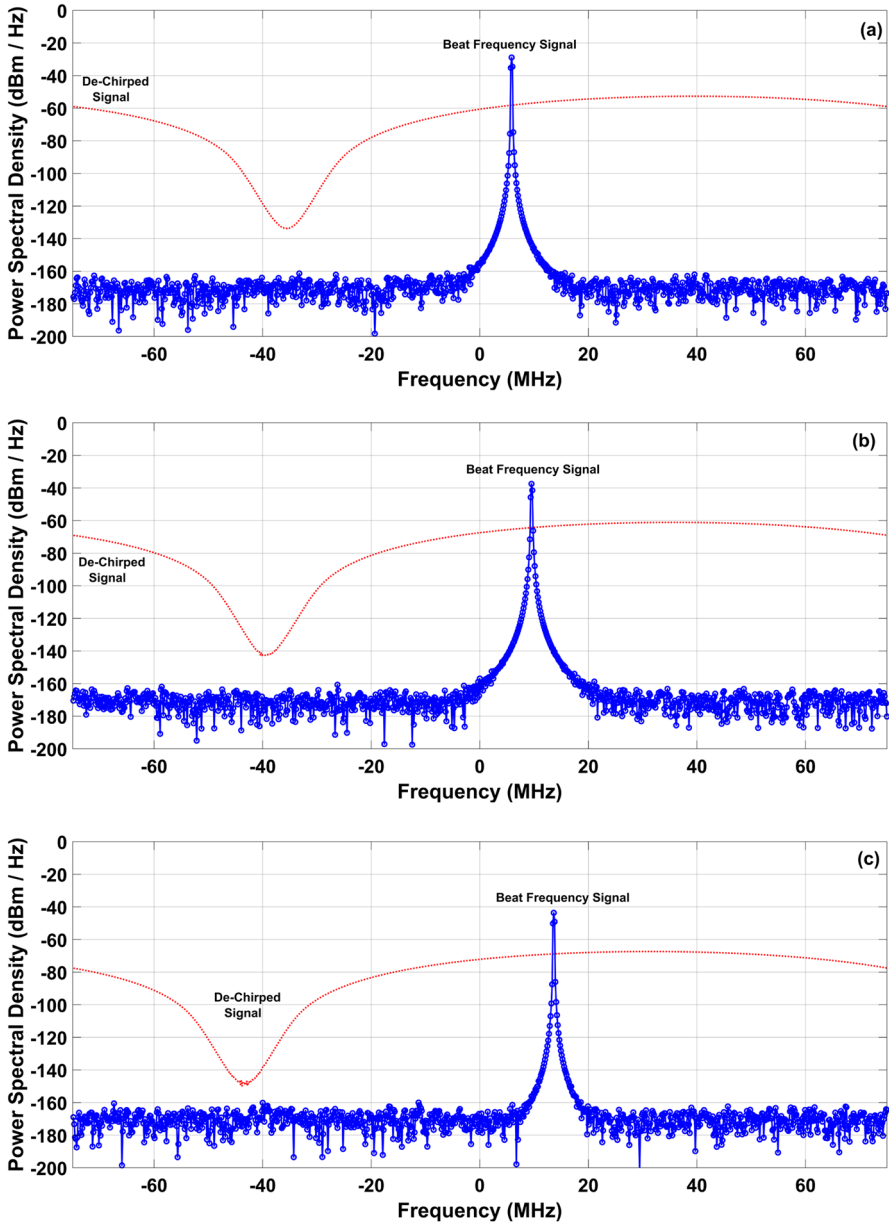 (a)
Beat Frequency Signal
De-Chirped
Signal
Power Spectral Density (dBm / Hz)
0
-20
-40
-60
-80
-100
-120
-140
-160
-180
-200
-60 -40 -20 0 20 40 60
Frequency (MHz)
(b)
Beat Frequency Signal
De-Chirped
Signal
Power Spectral Density (dBm / Hz)
0
-20
-40
-60
-80
-100
-120
-140
-160
-180
-200
-60 -40 -20 0 20 40 60
Frequency (MHz)
(c)
Beat Frequency Signal
De-Chirped
Signal
Power Spectral Density (dBm / Hz)
0
-20
-40
-60
-80
-100
-120
-140
-160
-180
-200
-60 -40 -20 0 20 40 60
Frequency (MHz)